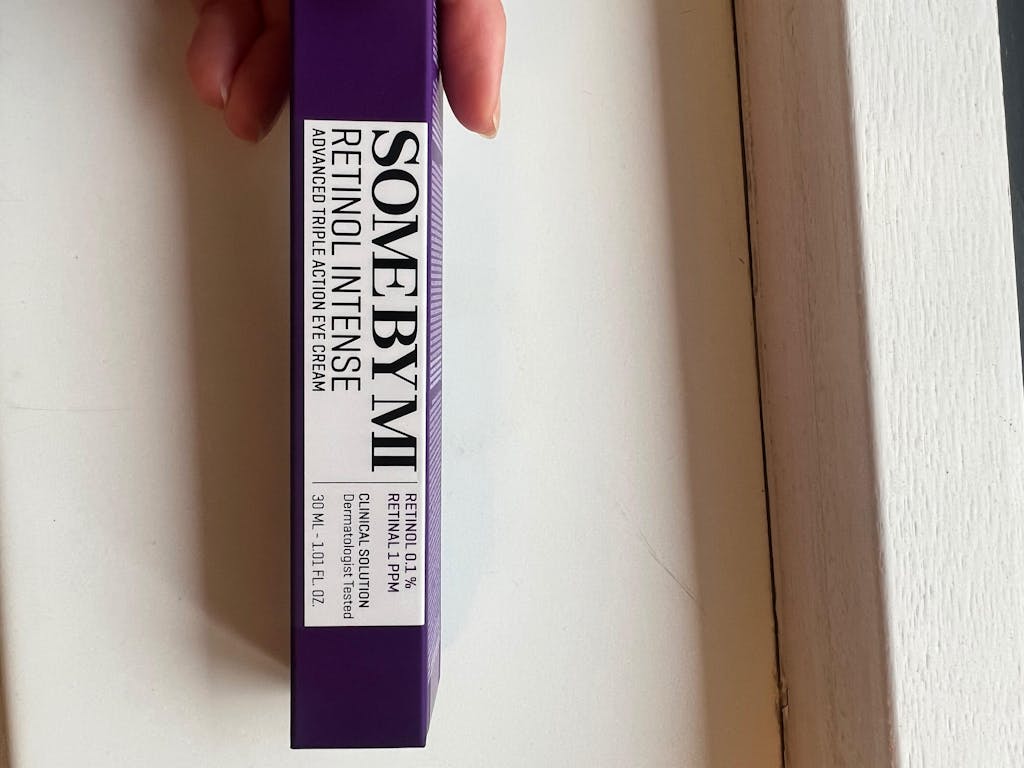 SOME BY MI
RETINOL INTENSE
ADVANCED TRIPLE ACTION EYE CREAM
RETINOL 0.1 %
RETINAL 1 PPM
CLINICAL SOLUTION
Dermatologist Tested
30 ML - 1.01 FL. OZ.